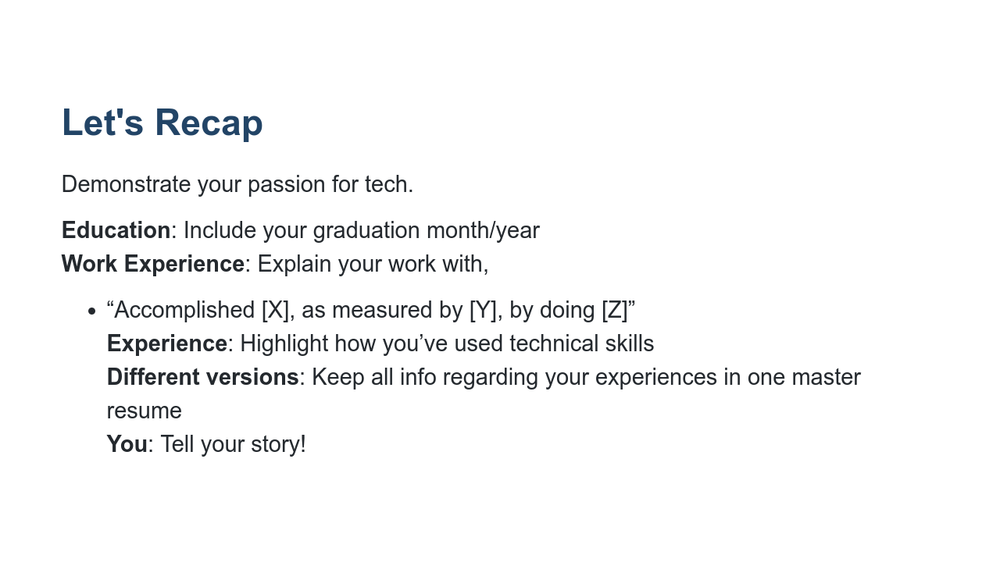 Let's Recap
Demonstrate your passion for tech.
Education: Include your graduation month/year
Work Experience: Explain your work with,
• “Accomplished [X], as measured by [Y], by doing [Z]”
Experience: Highlight how you’ve used technical skills
Different versions: Keep all info regarding your experiences in one master
resume
You: Tell your story!